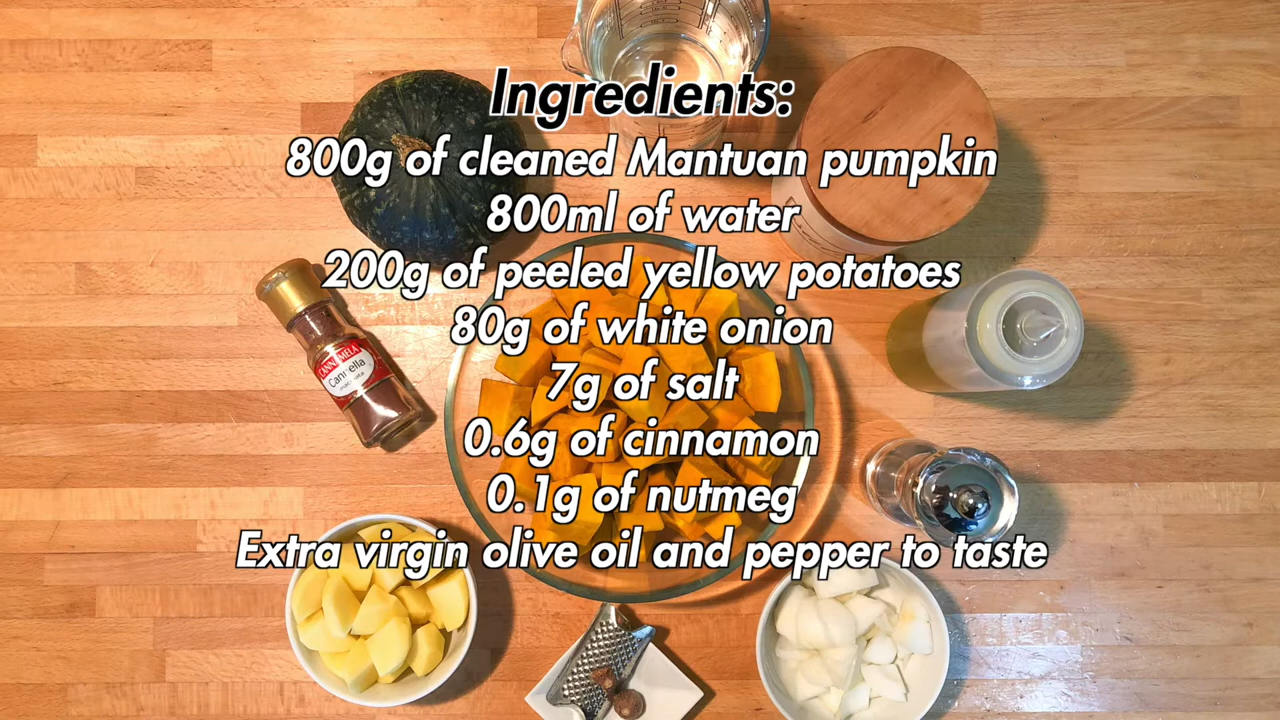 Ingredients:
800g of cleaned Mantuan pumpkin
800ml of water
200g of peeled yellow potatoes
80g of white onion
7g of salt
0.6g of cinnamon
0.1g of nutmeg
Extra virgin olive oil and pepper to taste
CANNAMELA
Cannella